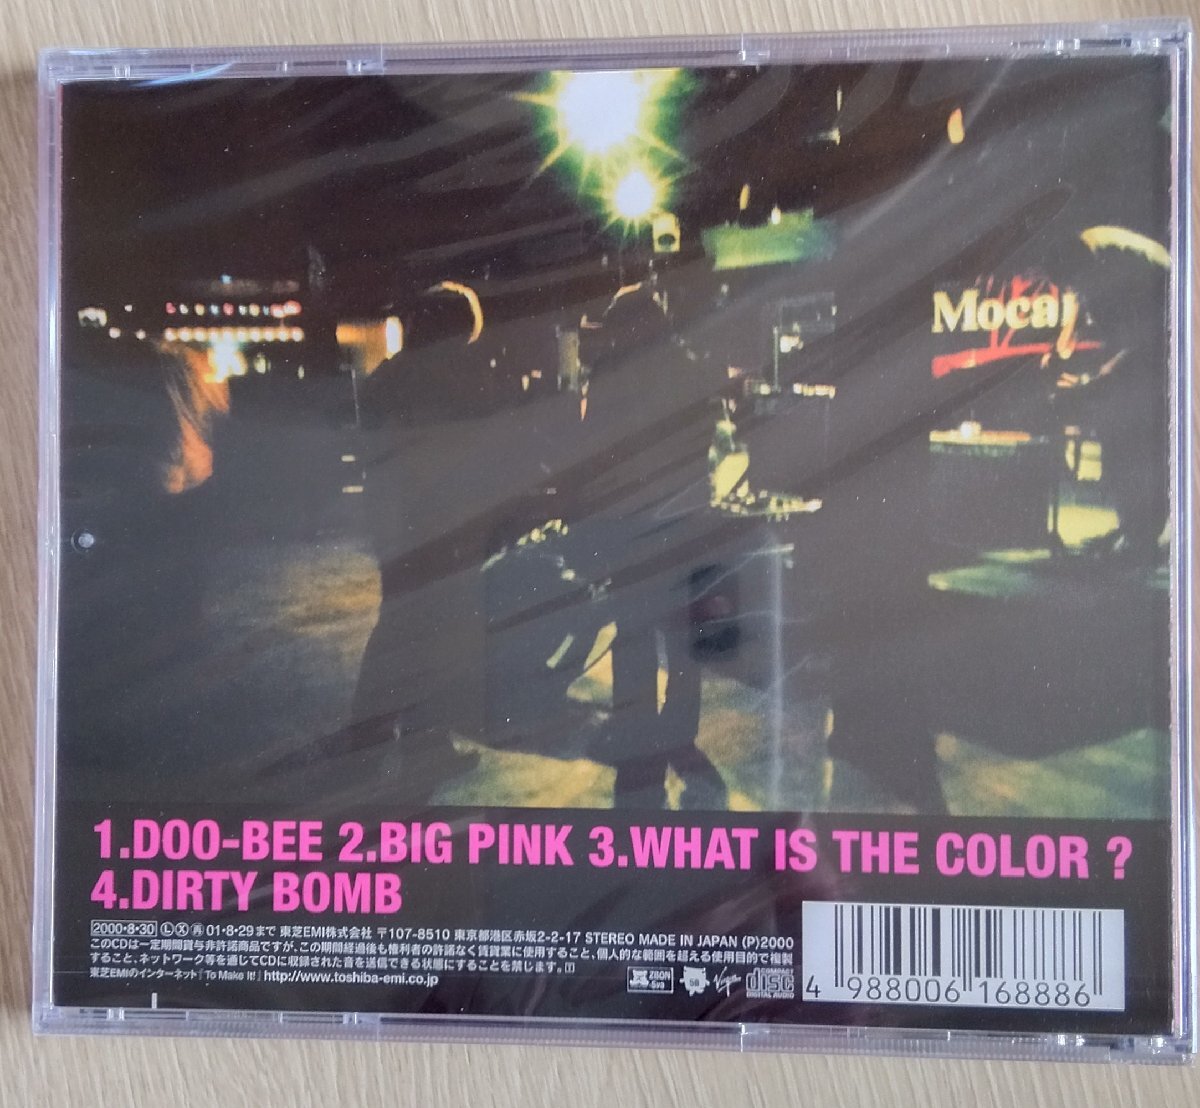 Moca
1.DOO-BEE 2.BIG PINK 3.WHAT IS THE COLOR ?
4.DIRTY BOMB
2000・8・30 Ⓛ Ⓧ ㊞ 01・8・29まで 東芝EMI株式会社 〒107-8510 東京都港区赤坂2-2-17 STEREO MADE IN JAPAN (P)2000
このCDは一定期間貸与非許諾商品ですが、この期間経過後も権利者の許諾なく賃貸業に使用すること、個人的な範囲を超える使用目的で複製
すること、ネットワーク等を通じてCDに収録された音を送信できる状態にすることを禁じます。
東芝EMIのインターネット『To Make It!』http://www.toshiba-emi.co.jp
Virgin
COMPACT
disc
DIGITAL AUDIO
4 988006 168886